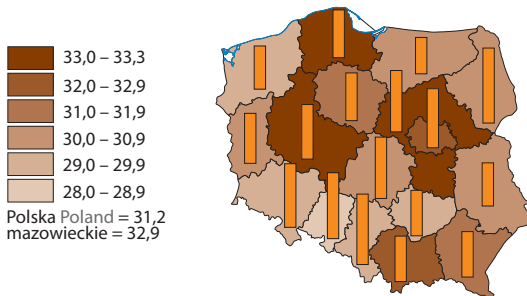 33,0 – 33,3
32,0 – 32,9
31,0 – 31,9
30,0 – 30,9
29,0 – 29,9
28,0 – 28,9
Polska Poland = 31,2
mazowieckie = 32,9